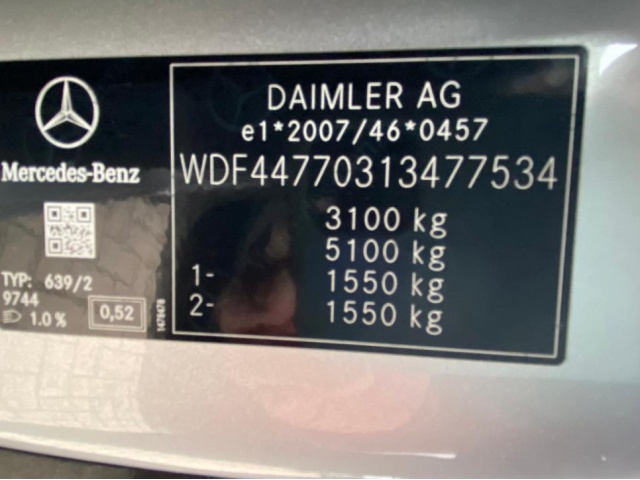 Mercedes-Benz
TYP: 639/2
9744
1.0 %
0,52
DAIMLER AG
e1*2007/46*0457
WDF44770313477534
3100 kg
5100 kg
1- 1550 kg
2- 1550 kg